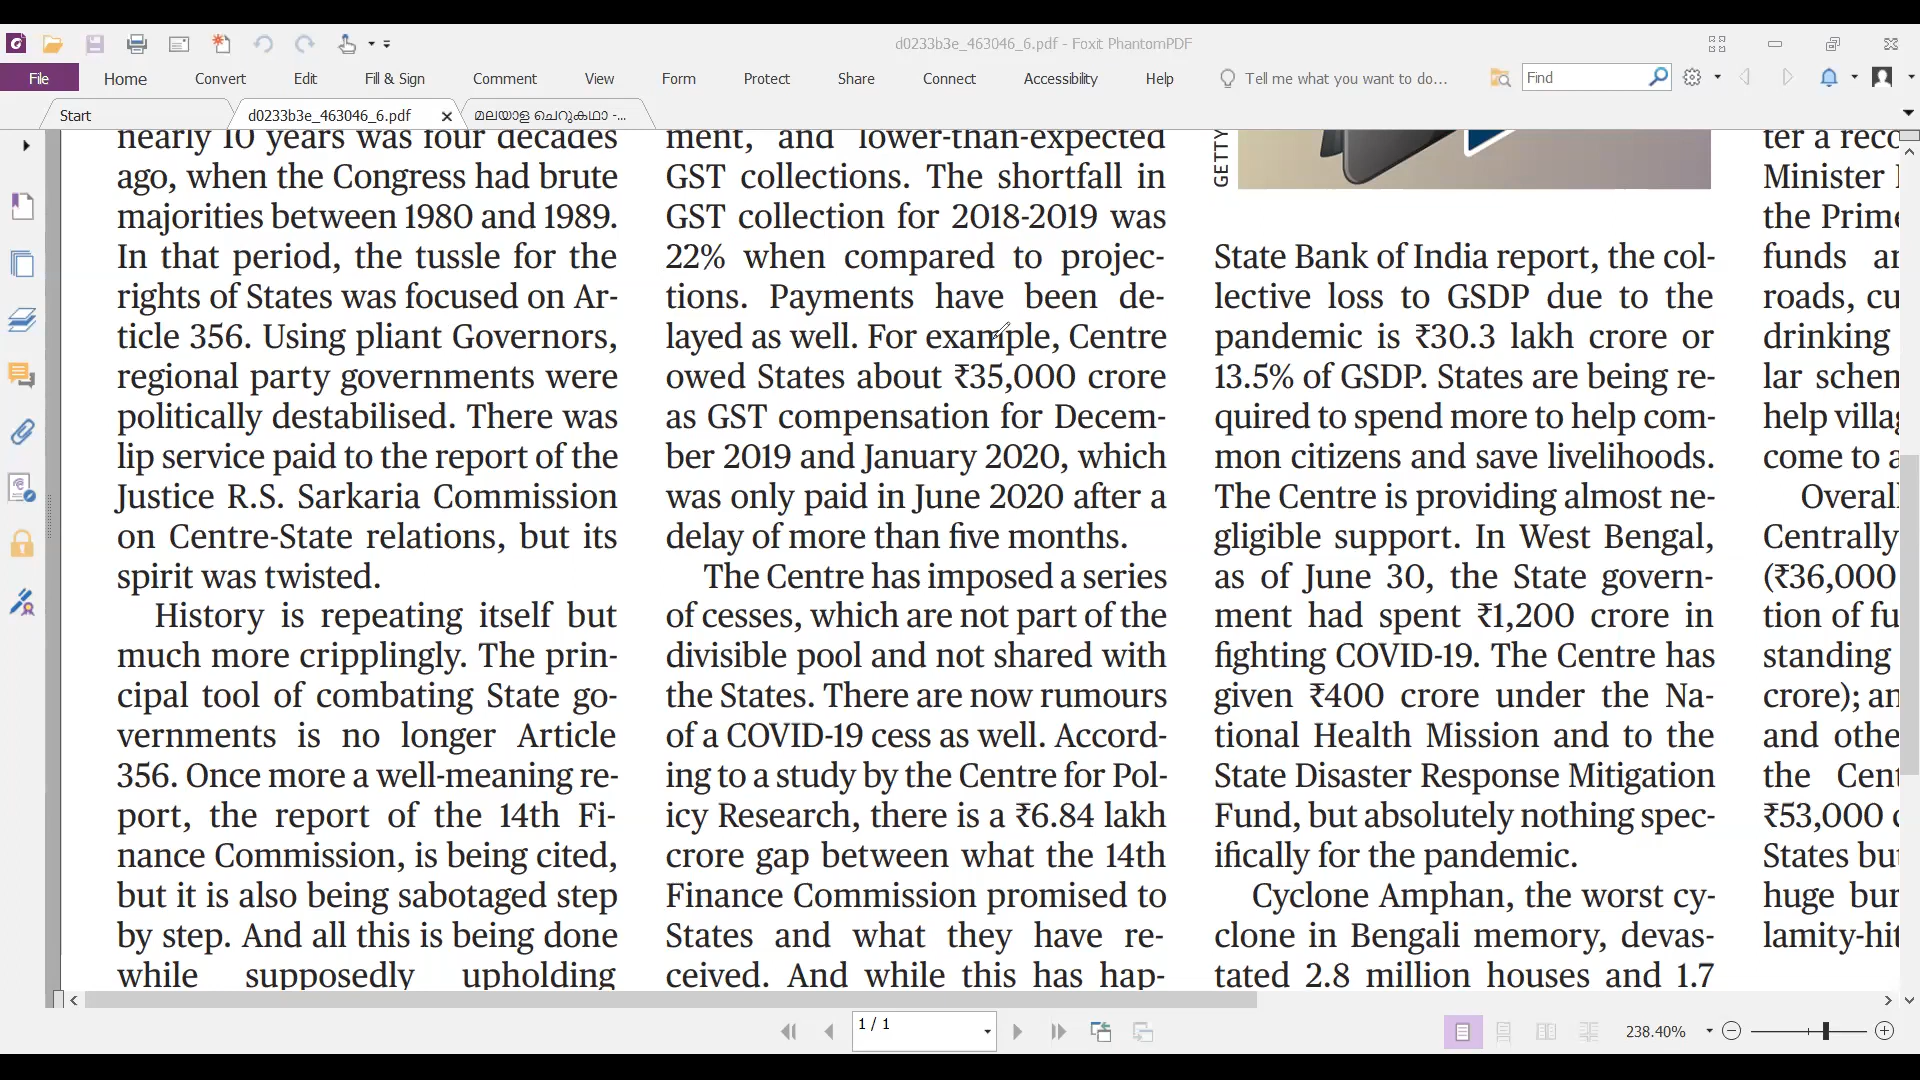 d0233b3e_463046_6.pdf - Foxit PhantomPDF
File
Home
Convert
Edit
Fill & Sign
Comment
View
Form
Protect
Share
Connect
Accessibility
Help
Tell me what you want to do...
Find
Start
d0233b3e_463046_6.pdf
മലയാള ചെറുകഥാ -...
nearly 10 years was four decades
ago, when the Congress had brute
majorities between 1980 and 1989.
In that period, the tussle for the
rights of States was focused on Ar-
ticle 356. Using pliant Governors,
regional party governments were
politically destabilised. There was
lip service paid to the report of the
Justice R.S. Sarkaria Commission
on Centre-State relations, but its
spirit was twisted.
History is repeating itself but
much more cripplingly. The prin-
cipal tool of combating State go-
vernments is no longer Article
356. Once more a well-meaning re-
port, the report of the 14th Fi-
nance Commission, is being cited,
but it is also being sabotaged step
by step. And all this is being done
while supposedly upholding
ment, and lower-than-expected
GST collections. The shortfall in
GST collection for 2018-2019 was
22% when compared to projec-
tions. Payments have been de-
layed as well. For example, Centre
owed States about ₹35,000 crore
as GST compensation for Decem-
ber 2019 and January 2020, which
was only paid in June 2020 after a
delay of more than five months.
The Centre has imposed a series
of cesses, which are not part of the
divisible pool and not shared with
the States. There are now rumours
of a COVID-19 cess as well. Accord-
ing to a study by the Centre for Pol-
icy Research, there is a ₹6.84 lakh
crore gap between what the 14th
Finance Commission promised to
States and what they have re-
ceived. And while this has hap-
GETTY
State Bank of India report, the col-
lective loss to GSDP due to the
pandemic is ₹30.3 lakh crore or
13.5% of GSDP. States are being re-
quired to spend more to help com-
mon citizens and save livelihoods.
The Centre is providing almost ne-
gligible support. In West Bengal,
as of June 30, the State govern-
ment had spent ₹1,200 crore in
fighting COVID-19. The Centre has
given ₹400 crore under the Na-
tional Health Mission and to the
State Disaster Response Mitigation
Fund, but absolutely nothing spec-
ifically for the pandemic.
Cyclone Amphan, the worst cy-
clone in Bengali memory, devas-
tated 2.8 million houses and 1.7
ter a reco
Minister
the Prime
funds ar
roads, cu
drinking
lar schem
help villag
come to a
Overall
Centrally
(₹36,000
tion of fu
standing
crore); an
and othe
the Cent
₹53,000
States but
huge bur
lamity-hit
1 / 1
238.40%